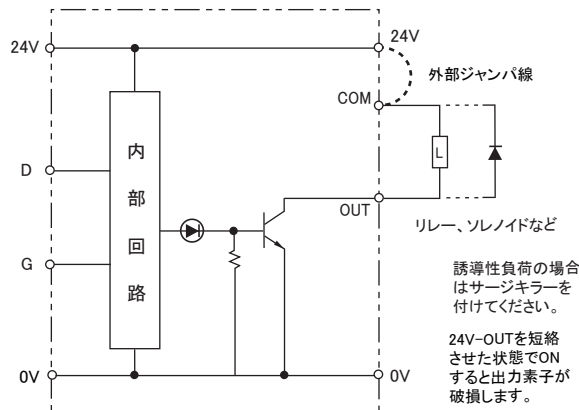 24V
24V
外部ジャンパ線
COM
内
部
回
路
D
L
OUT
リレー、ソレノイドなど
G
誘導性負荷の場合
はサージキラーを
付けてください。
24V-OUTを短絡
させた状態でON
すると出力素子が
破損します。
0V
0V